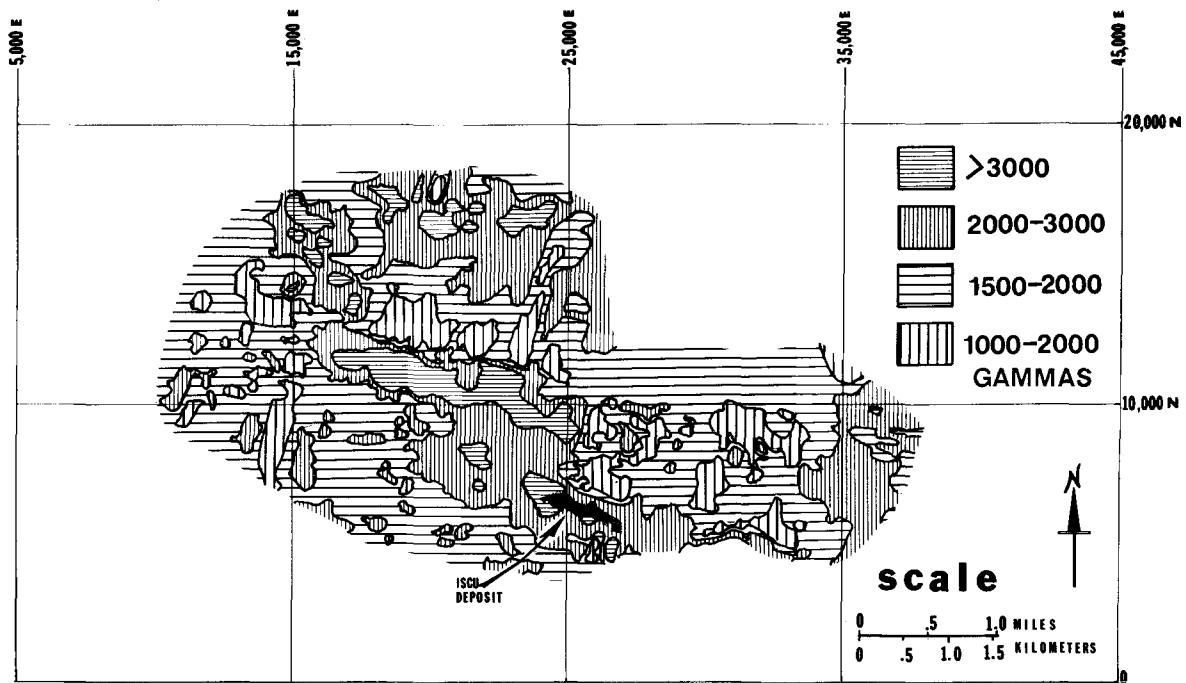 5,000 E
15,000 E
25,000 E
35,000 E
45,000 E
20,000 N
>3000
2000-3000
1500-2000
1000-2000
GAMMAS
10,000 N
N
ISCU
DEPOSIT
scale
0 .5 1.0 MILES
0 .5 1.0 1.5 KILOMETERS
0